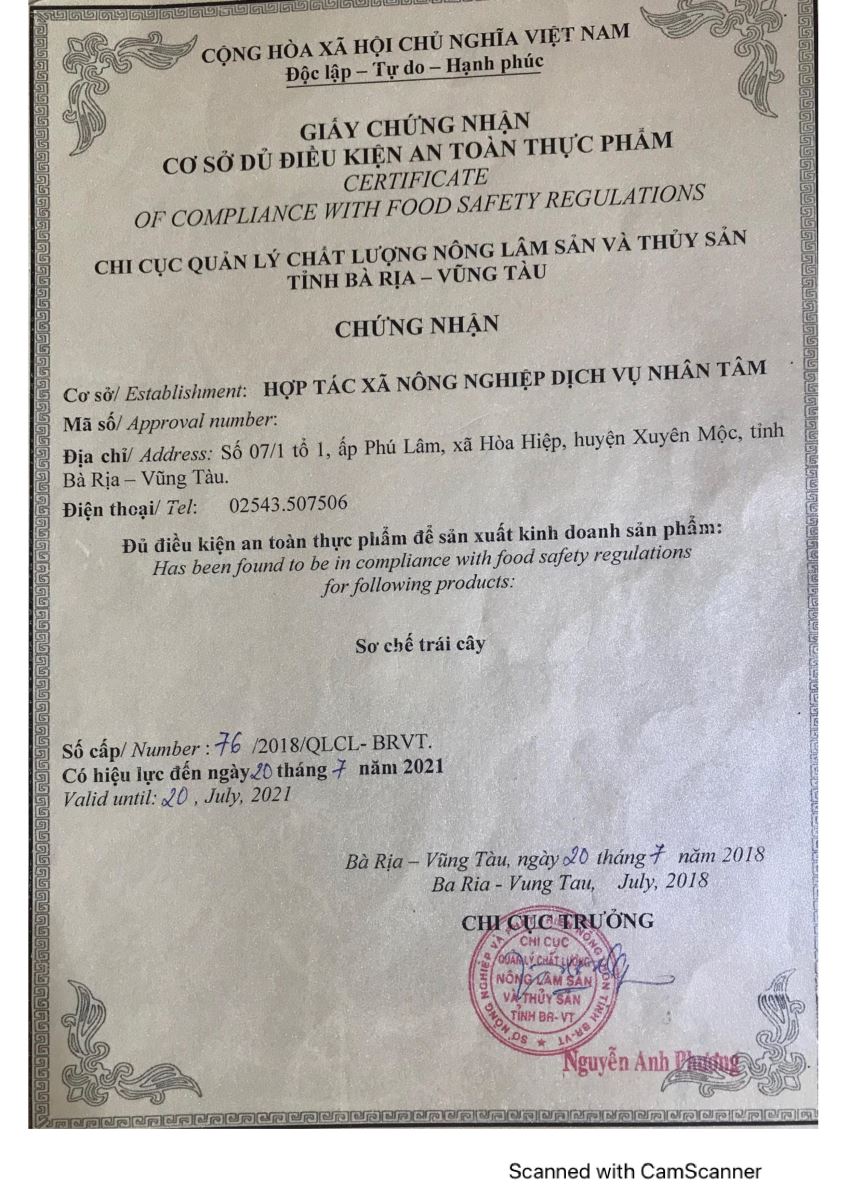 CỘNG HÒA XÃ HỘI CHỦ NGHĨA VIỆT NAM
Độc lập – Tự do – Hạnh phúc
GIẤY CHỨNG NHẬN
CƠ SỞ DỦ ĐIỀU KIỆN AN TOÀN THỰC PHẨM
CERTIFICATE
OF COMPLIANCE WITH FOOD SAFETY REGULATIONS
CHI CỤC QUẢN LÝ CHẤT LƯỢNG NÔNG LÂM SẢN VÀ THỦY SẢN
TỈNH BÀ RỊA – VŨNG TÀU
CHỨNG NHẬN
Cơ sở/ Establishment: HỢP TÁC XÃ NÔNG NGHIỆP DỊCH VỤ NHÂN TÂM
Mã số/ Approval number:
Địa chỉ/ Address: Số 07/1 tổ 1, ấp Phú Lâm, xã Hòa Hiệp, huyện Xuyên Mộc, tỉnh
Bà Rịa – Vũng Tàu.
Điện thoại/ Tel: 02543.507506
Đủ điều kiện an toàn thực phẩm để sản xuất kinh doanh sản phẩm:
Has been found to be in compliance with food safety regulations
for following products:
Sơ chế trái cây
Số cấp/ Number : 76 /2018/QLCL- BRVT.
Có hiệu lực đến ngày 20 tháng 7 năm 2021
Valid until: 20 , July, 2021
Bà Rịa – Vũng Tàu, ngày 20 tháng 7 năm 2018
Ba Ria - Vung Tau, July, 2018
CHI CỤC TRƯỞNG
SỞ NÔNG NGHIỆP VÀ PHÁT TRIỂN NÔNG THÔN TỈNH BR-VT
CHI CỤC
QUẢN LÝ CHẤT LƯỢNG
NÔNG LÂM SẢN
VÀ THỦY SẢN
TỈNH BR- VT
Nguyễn Anh Phương
Scanned with CamScanner